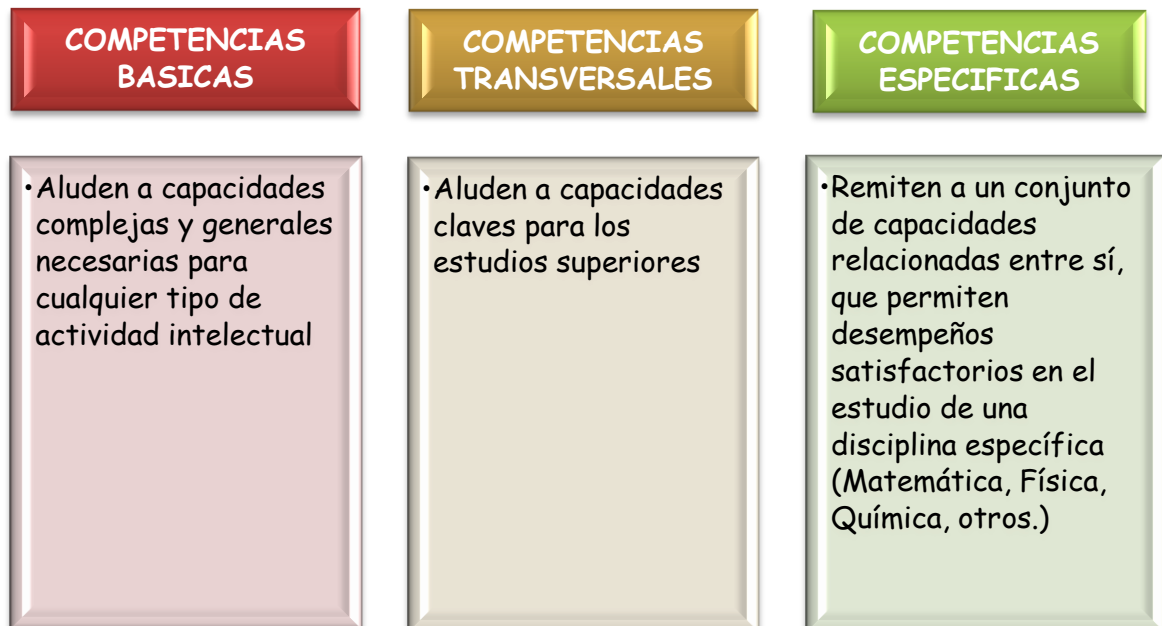 COMPETENCIAS
BASICAS
•Aluden a capacidades
complejas y generales
necesarias para
cualquier tipo de
actividad intelectual
COMPETENCIAS
TRANSVERSALES
•Aluden a capacidades
claves para los
estudios superiores
COMPETENCIAS
ESPECIFICAS
•Remiten a un conjunto
de capacidades
relacionadas entre sí,
que permiten
desempeños
satisfactorios en el
estudio de una
disciplina específica
(Matemática, Física,
Química, otros.)